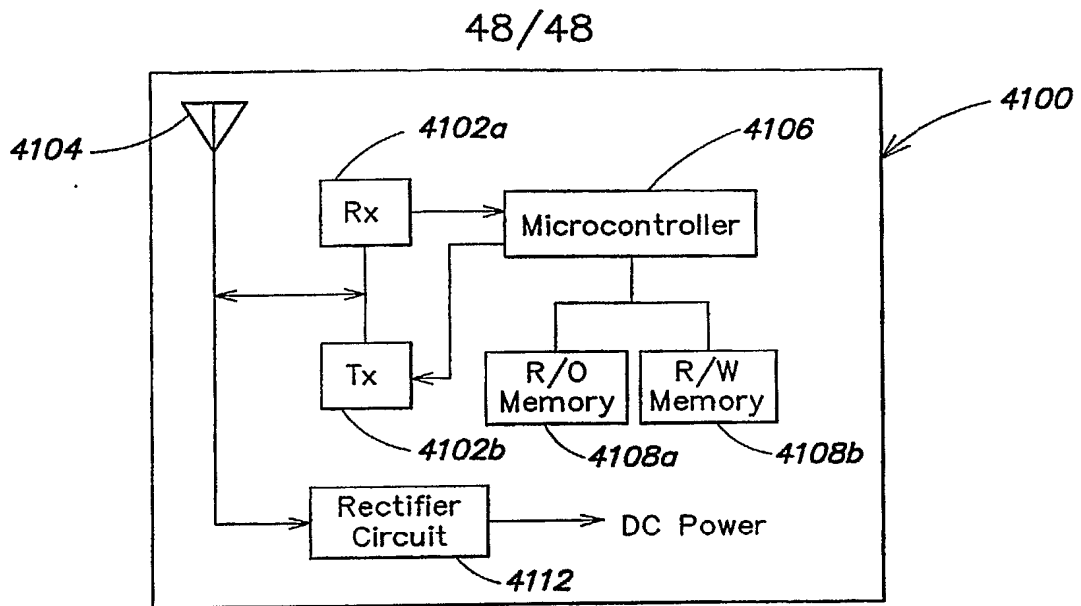 48/48
4100
4104
4102a
4106
Rx
Microcontroller
Tx
R/O
Memory
R/W
Memory
4102b
4108a
4108b
Rectifier
Circuit
DC Power
4112